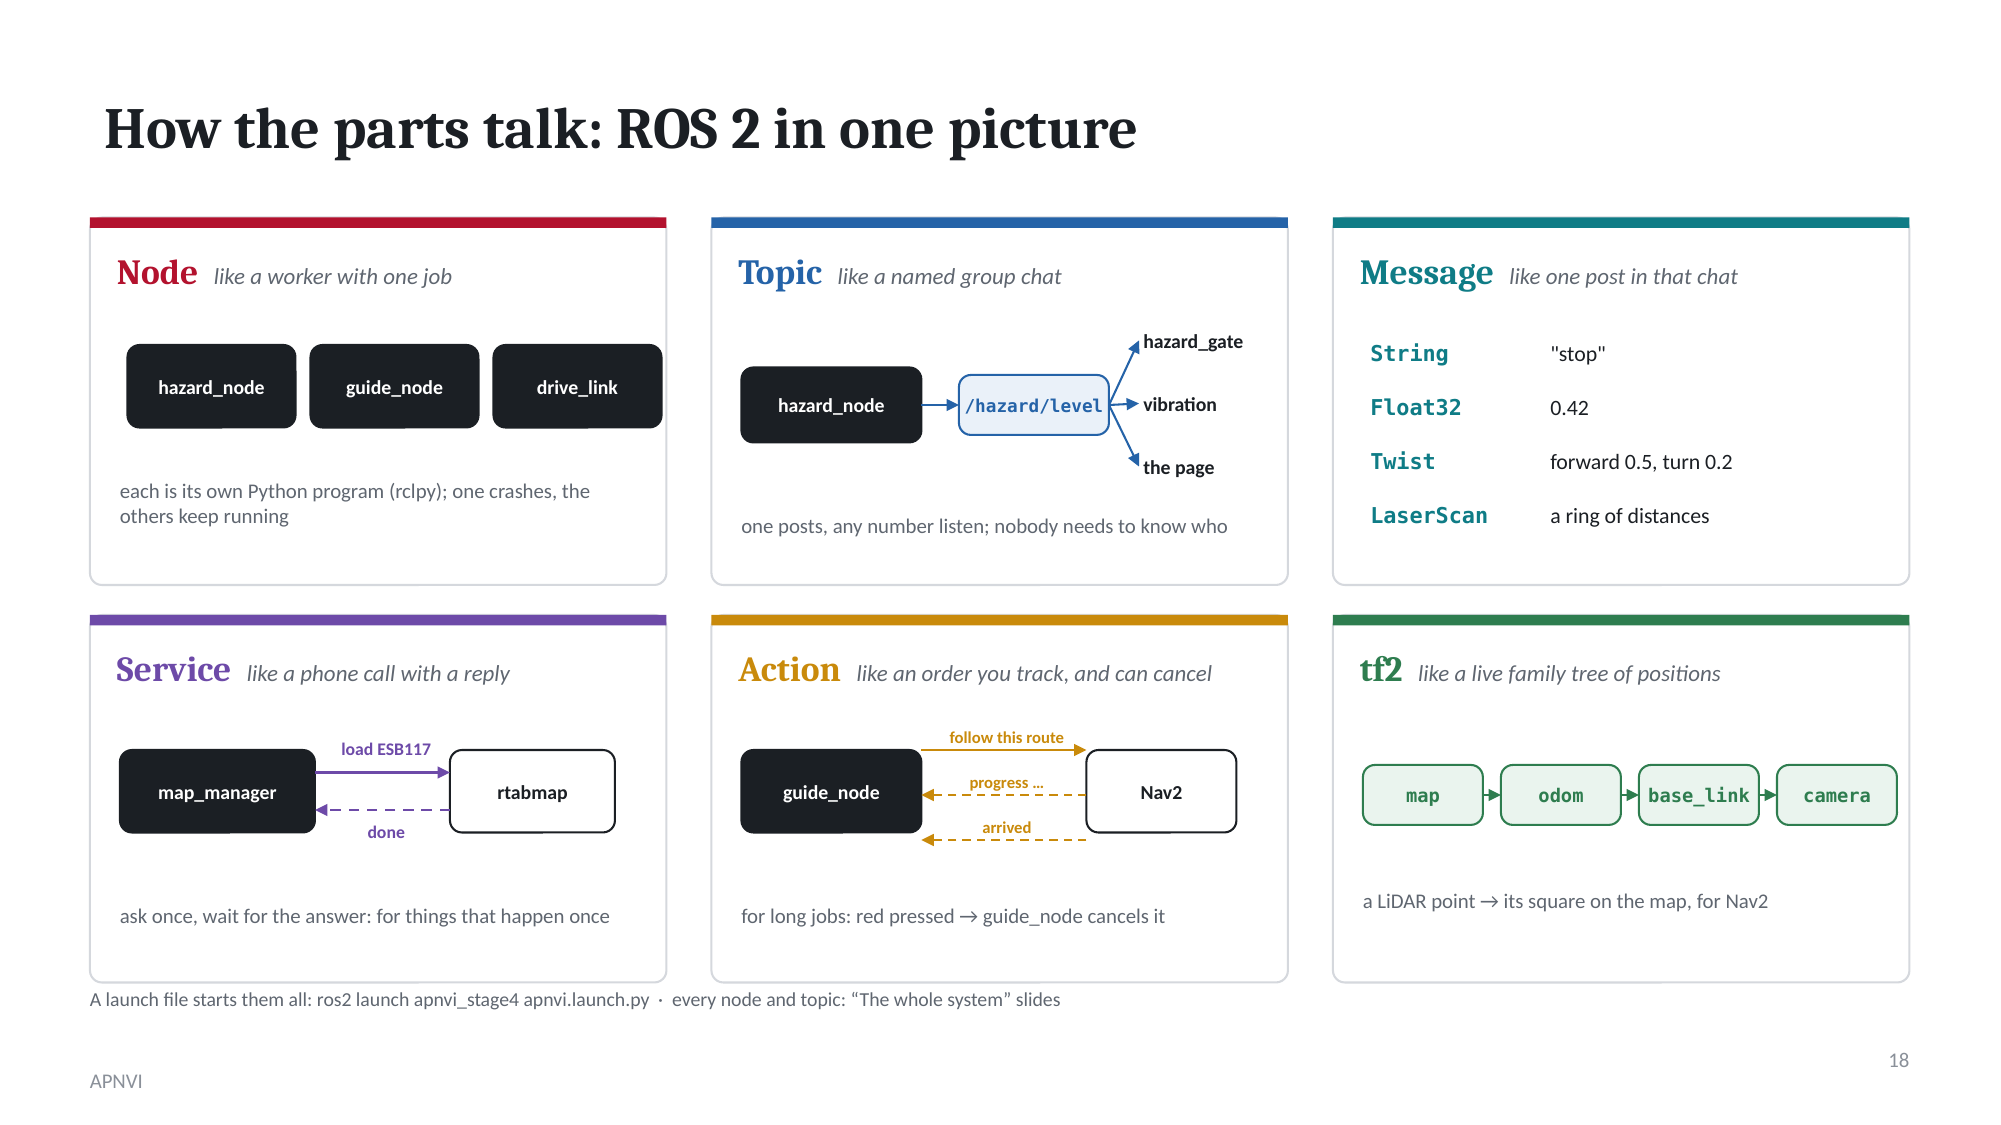 How the parts talk: ROS 2 in one picture
Node like a worker with one job
hazard_node guide_node drive_link
each is its own Python program (rclpy); one crashes, the
others keep running
Topic like a named group chat
hazard_node /hazard/level
hazard_gate
vibration
the page
one posts, any number listen; nobody needs to know who
Message like one post in that chat
String "stop"
Float32 0.42
Twist forward 0.5, turn 0.2
LaserScan a ring of distances
Service like a phone call with a reply
load ESB117
map_manager rtabmap
done
ask once, wait for the answer: for things that happen once
Action like an order you track, and can cancel
follow this route
progress ...
guide_node Nav2
arrived
for long jobs: red pressed → guide_node cancels it
tf2 like a live family tree of positions
map odom base_link camera
a LiDAR point → its square on the map, for Nav2
A launch file starts them all: ros2 launch apnvi_stage4 apnvi.launch.py · every node and topic: “The whole system” slides
18
APNVI